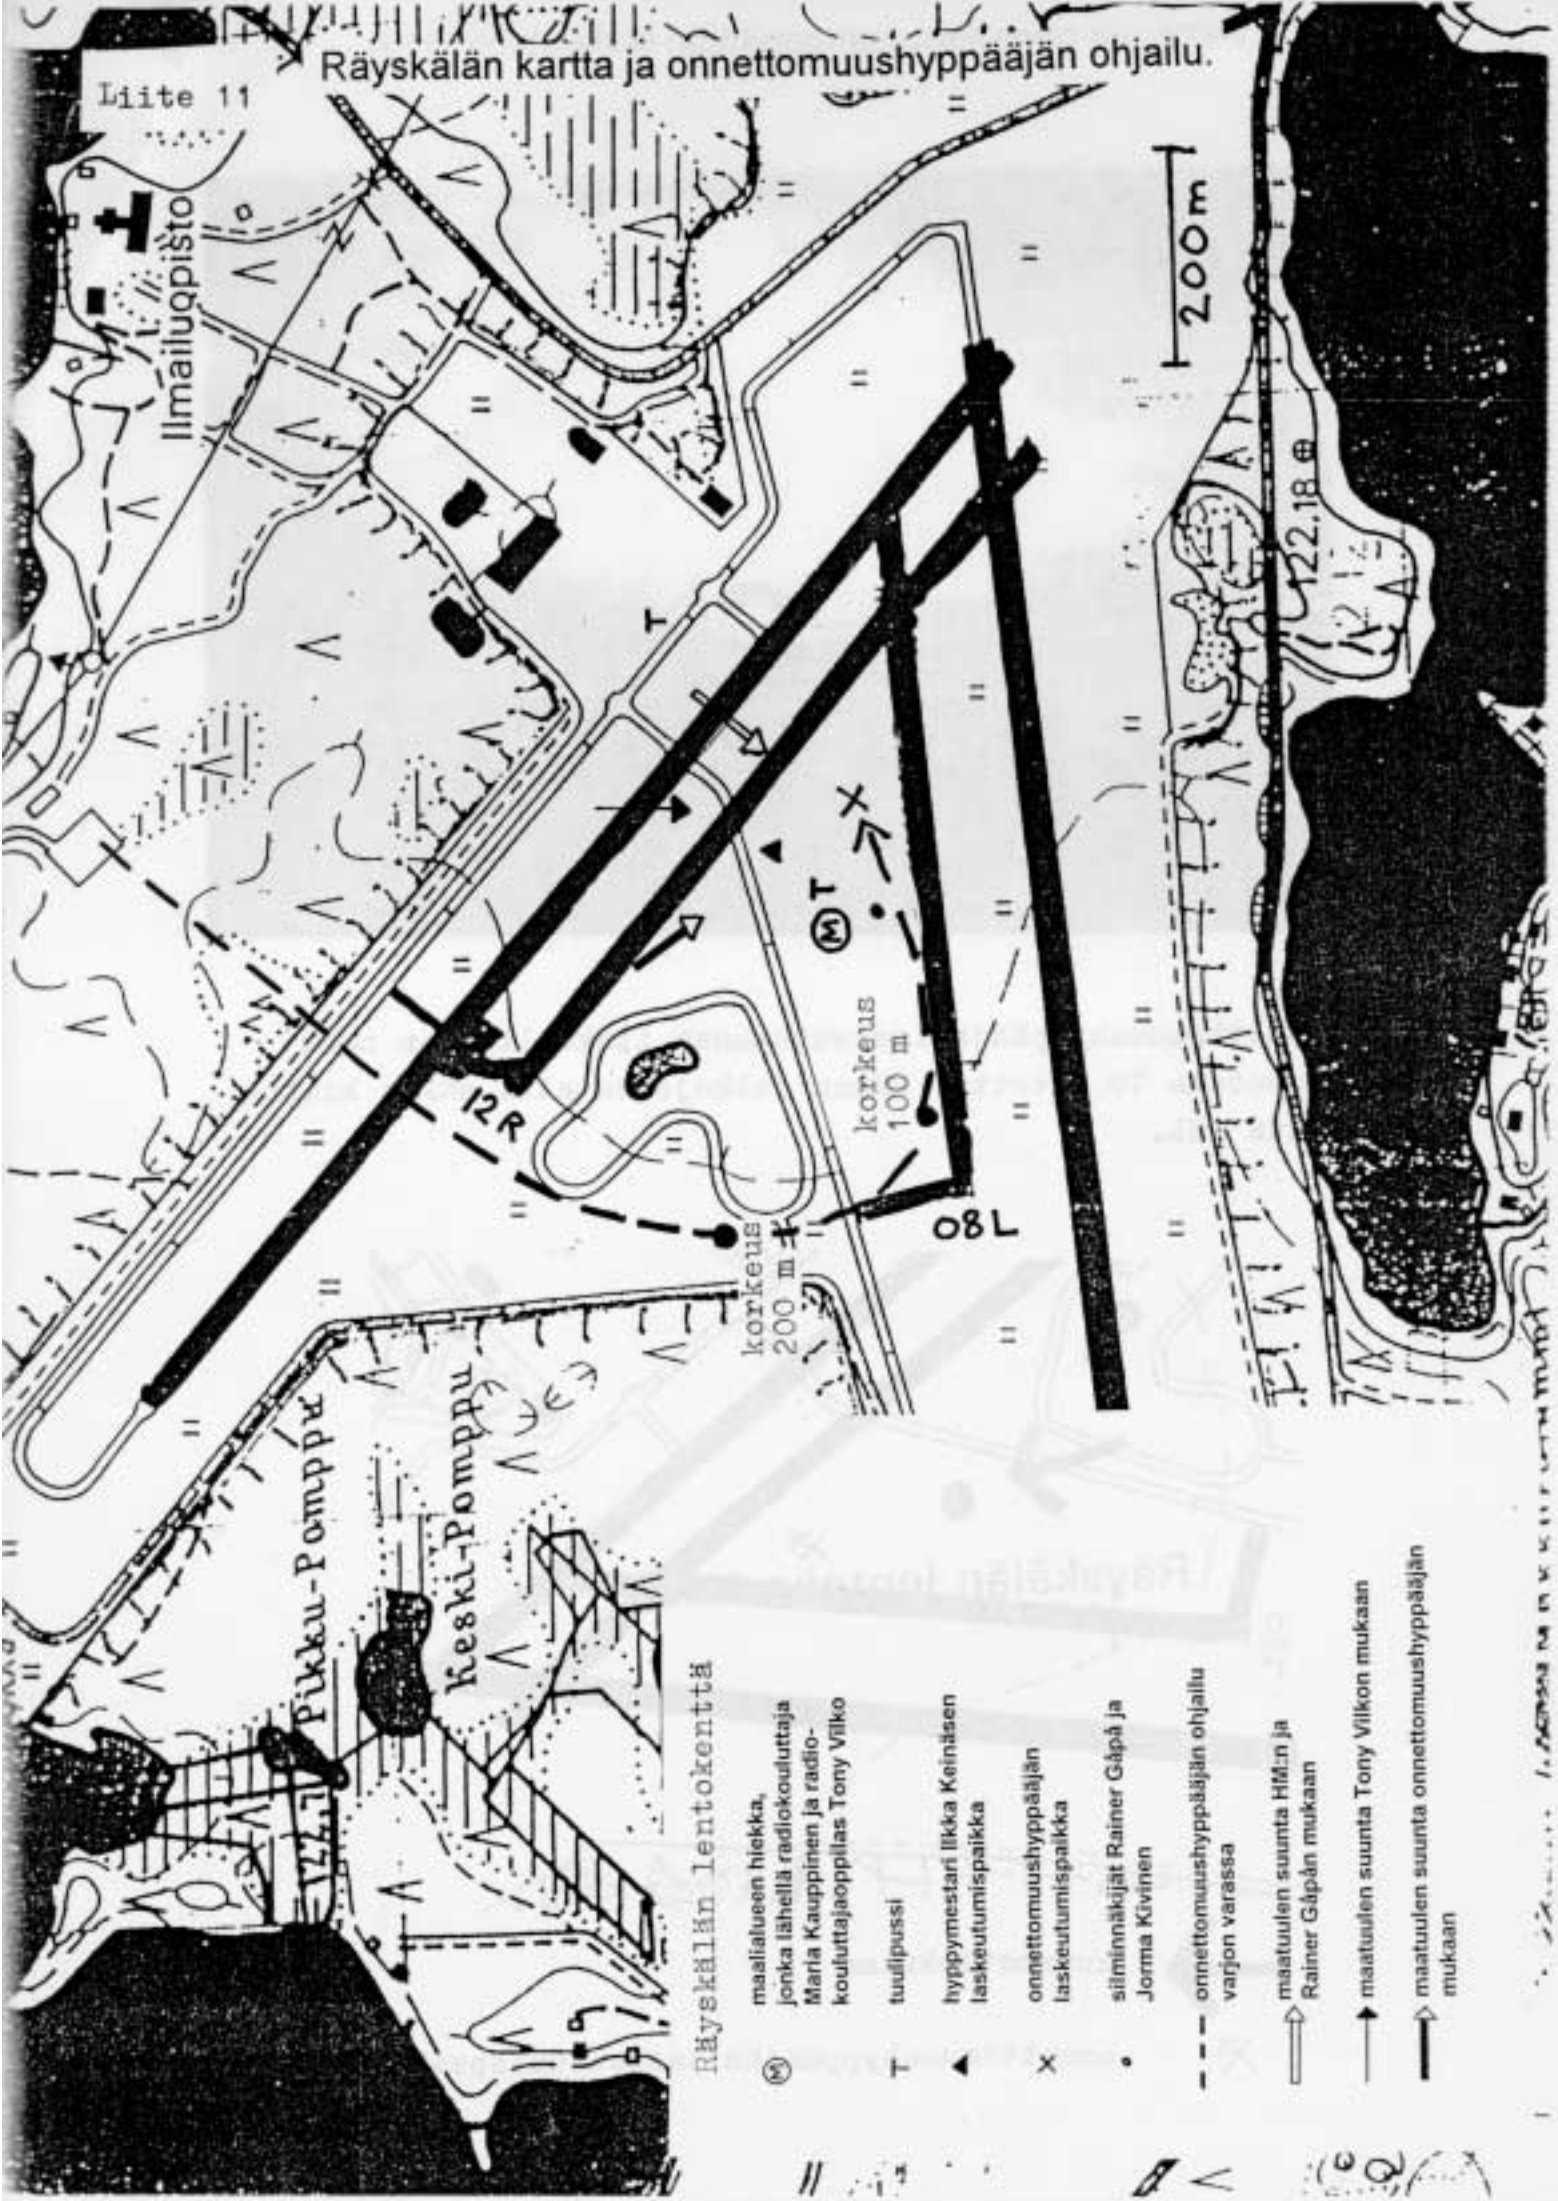 Räyskälän kartta ja onnettomuushyppääjän ohjailu.
Liite 11
Ilmailuopisto
200m
122.18
T
12R
M T
X
korkeus
100 m
korkeus
200 m
08L
Pikku-Pamppu
Keski-Pamppu
Räyskälän lentokenttä
M maalialueen hiekka,
jonka lähellä radiokouluttaja
Maria Kauppinen ja radio-
kouluttajaoppilas Tony Vilko
T tuulipussi
hyppymestari Ilkka Keinäsen
laskeutumispaikka
X onnettomuushyppääjän
laskeutumispaikka
silminnäkijät Rainer Gåpå ja
Jorma Kivinen
onnettomuushyppääjän ohjailu
varjon varassa
maatuulen suunta HM:n ja
Rainer Gåpån mukaan
maatuulen suunta Tony Vilkon mukaan
maatuulen suunta onnettomuushyppääjän
mukaan